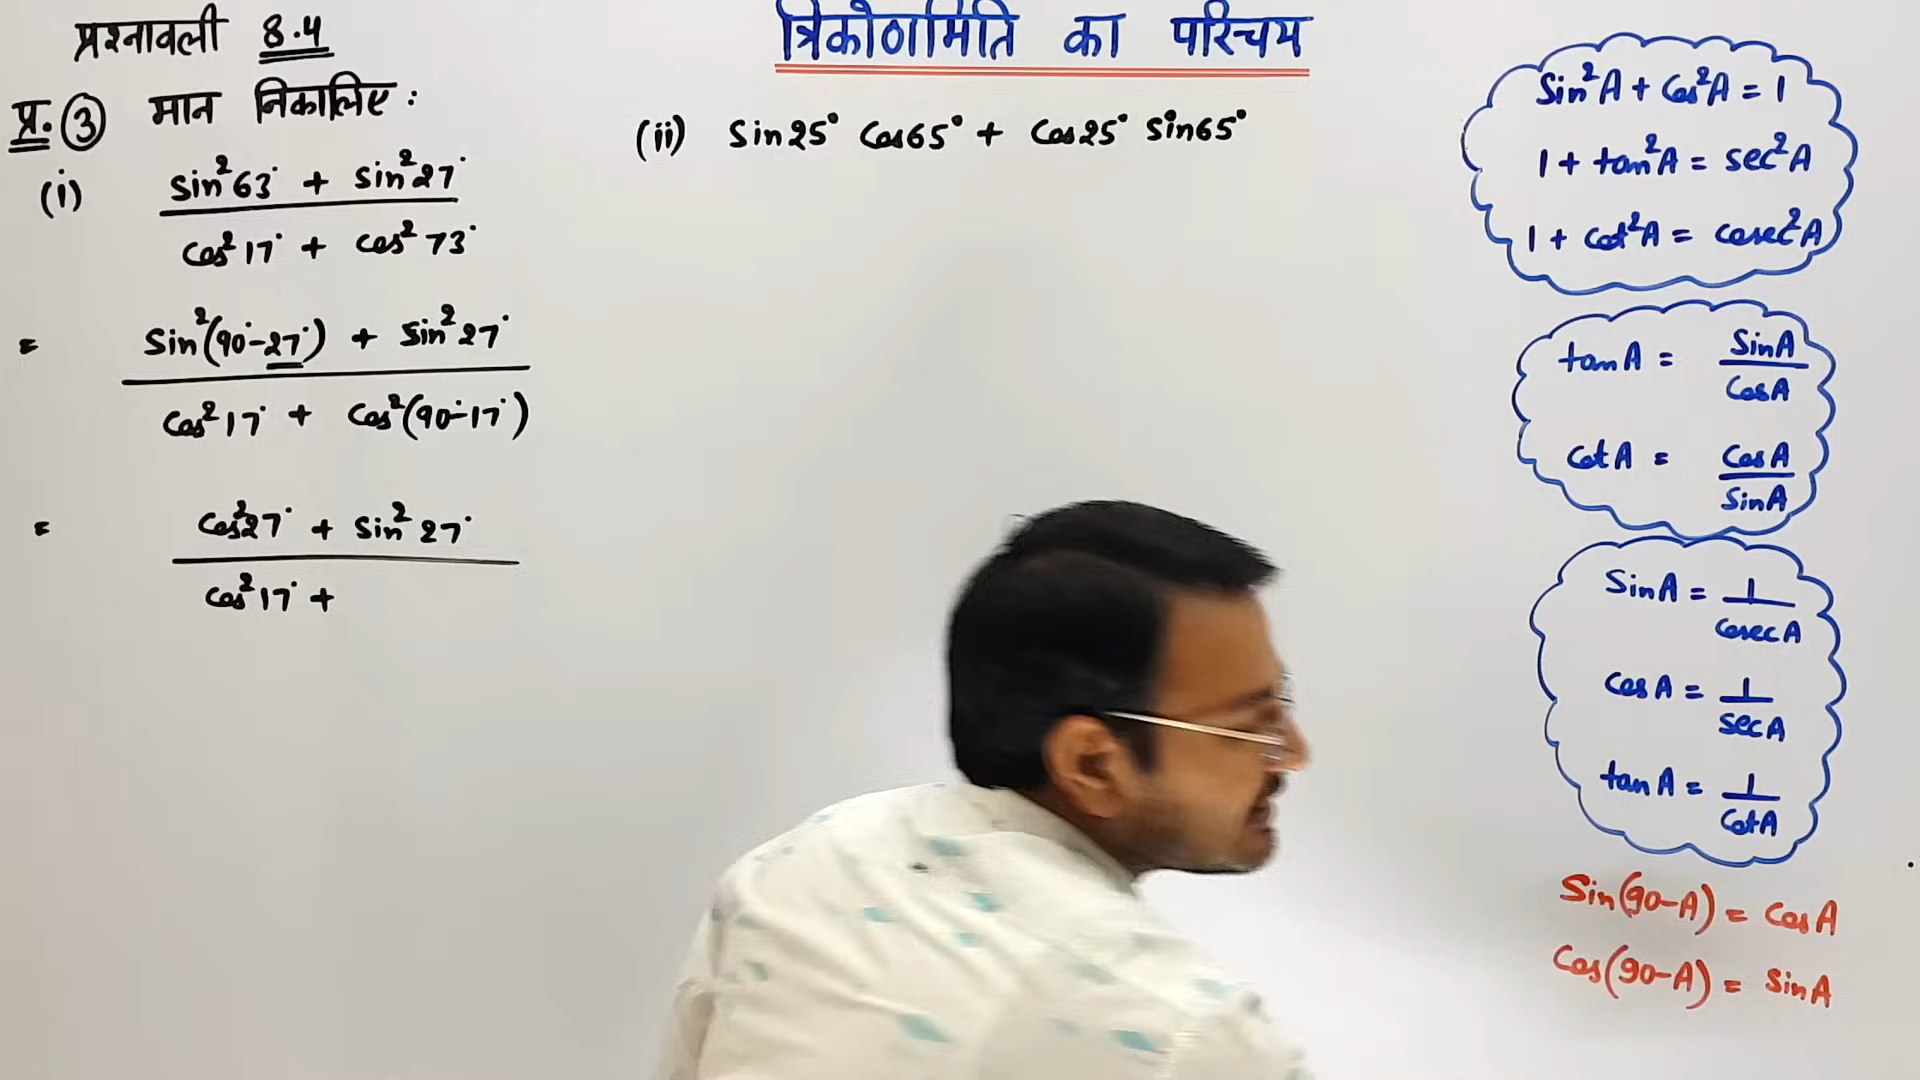 प्रश्नावली 8.4
प्र. ③ मान निकालिए :
(i) sin²63° + sin²27°
cos²17° + cos²73°
= Sin²(90°-27°) + sin²27°
cos²17° + cos²(90°-17°)
= cos²27° + sin²27°
cos²17° +
त्रिकोणमिति का परिचय
(ii) Sin25° Cos65° + Cos25° Sin65°
Sin²A + Cos²A = 1
1 + tan²A = sec²A
1 + cot²A = cosec²A
tanA = SinA
CosA
CotA = CosA
SinA
SinA = 1
CosecA
CosA = 1
secA
tanA = 1
CotA
Sin(90-A) = CosA
Cos(90-A) = SinA